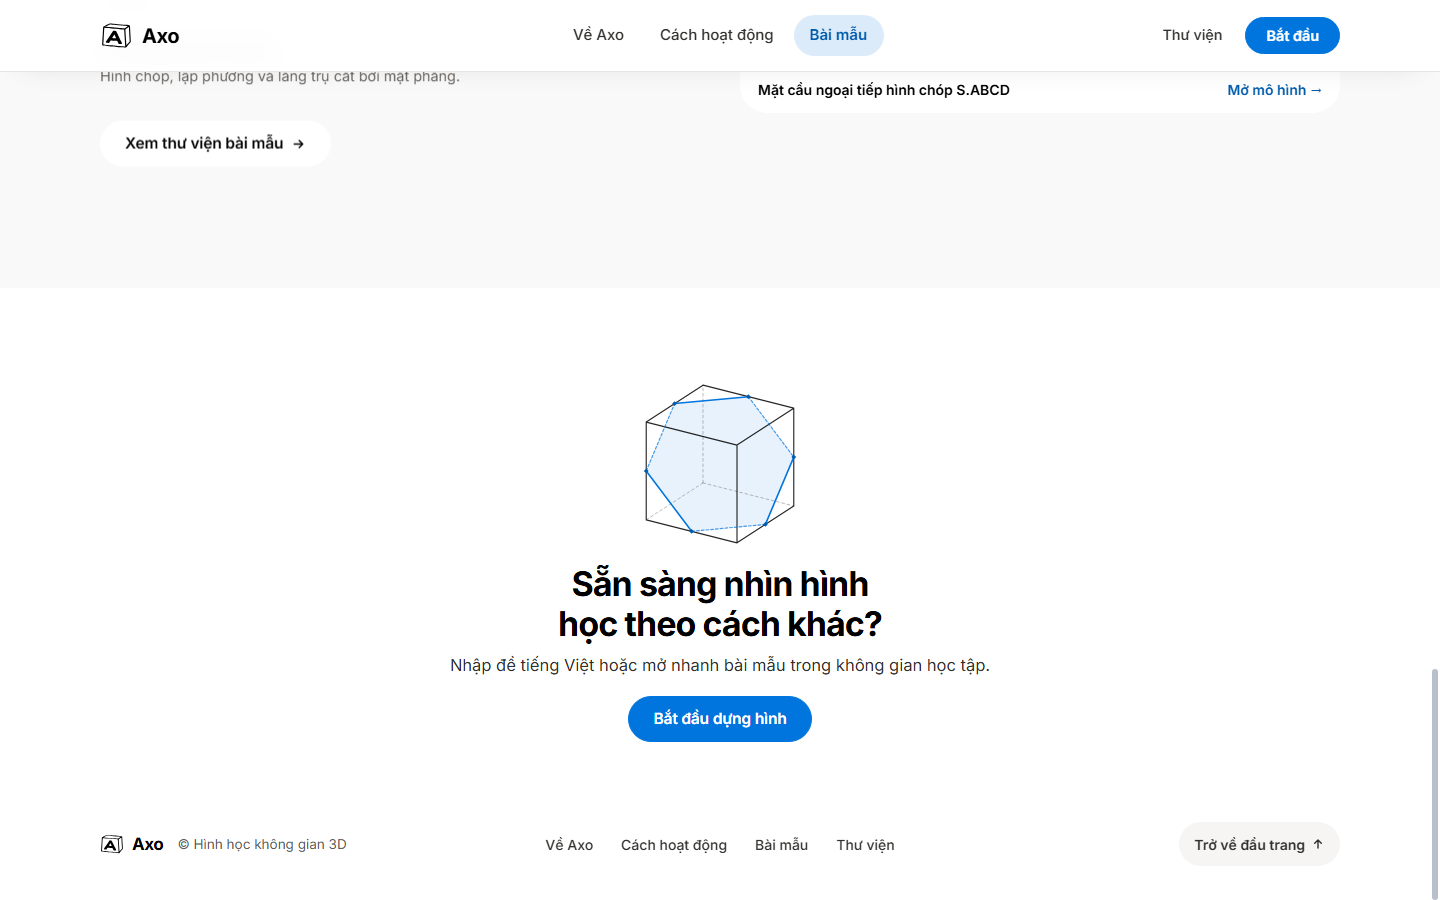 Axo
Về Axo
Cách hoạt động
Bài mẫu
Thư viện
Bắt đầu
Hình chóp, lập phương và lăng trụ cắt bởi mặt phẳng.
Mặt cầu ngoại tiếp hình chóp S.ABCD
Mở mô hình →
Xem thư viện bài mẫu →
Sẵn sàng nhìn hình
học theo cách khác?
Nhập đề tiếng Việt hoặc mở nhanh bài mẫu trong không gian học tập.
Bắt đầu dựng hình
Axo
© Hình học không gian 3D
Về Axo
Cách hoạt động
Bài mẫu
Thư viện
Trở về đầu trang ↑